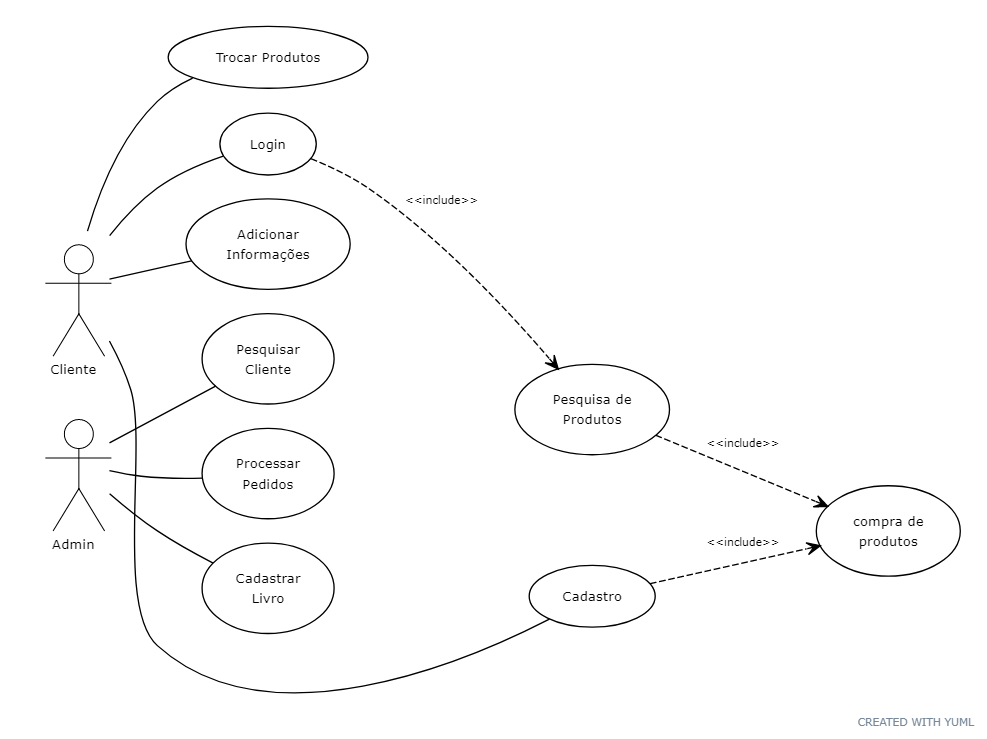 Trocar Produtos
Login
<<include>>
Adicionar
Informações
Pesquisar
Cliente
Cliente
Pesquisa de
Produtos
<<include>>
Processar
Pedidos
compra de
produtos
Admin
<<include>>
Cadastrar
Livro
Cadastro
CREATED WITH YUML